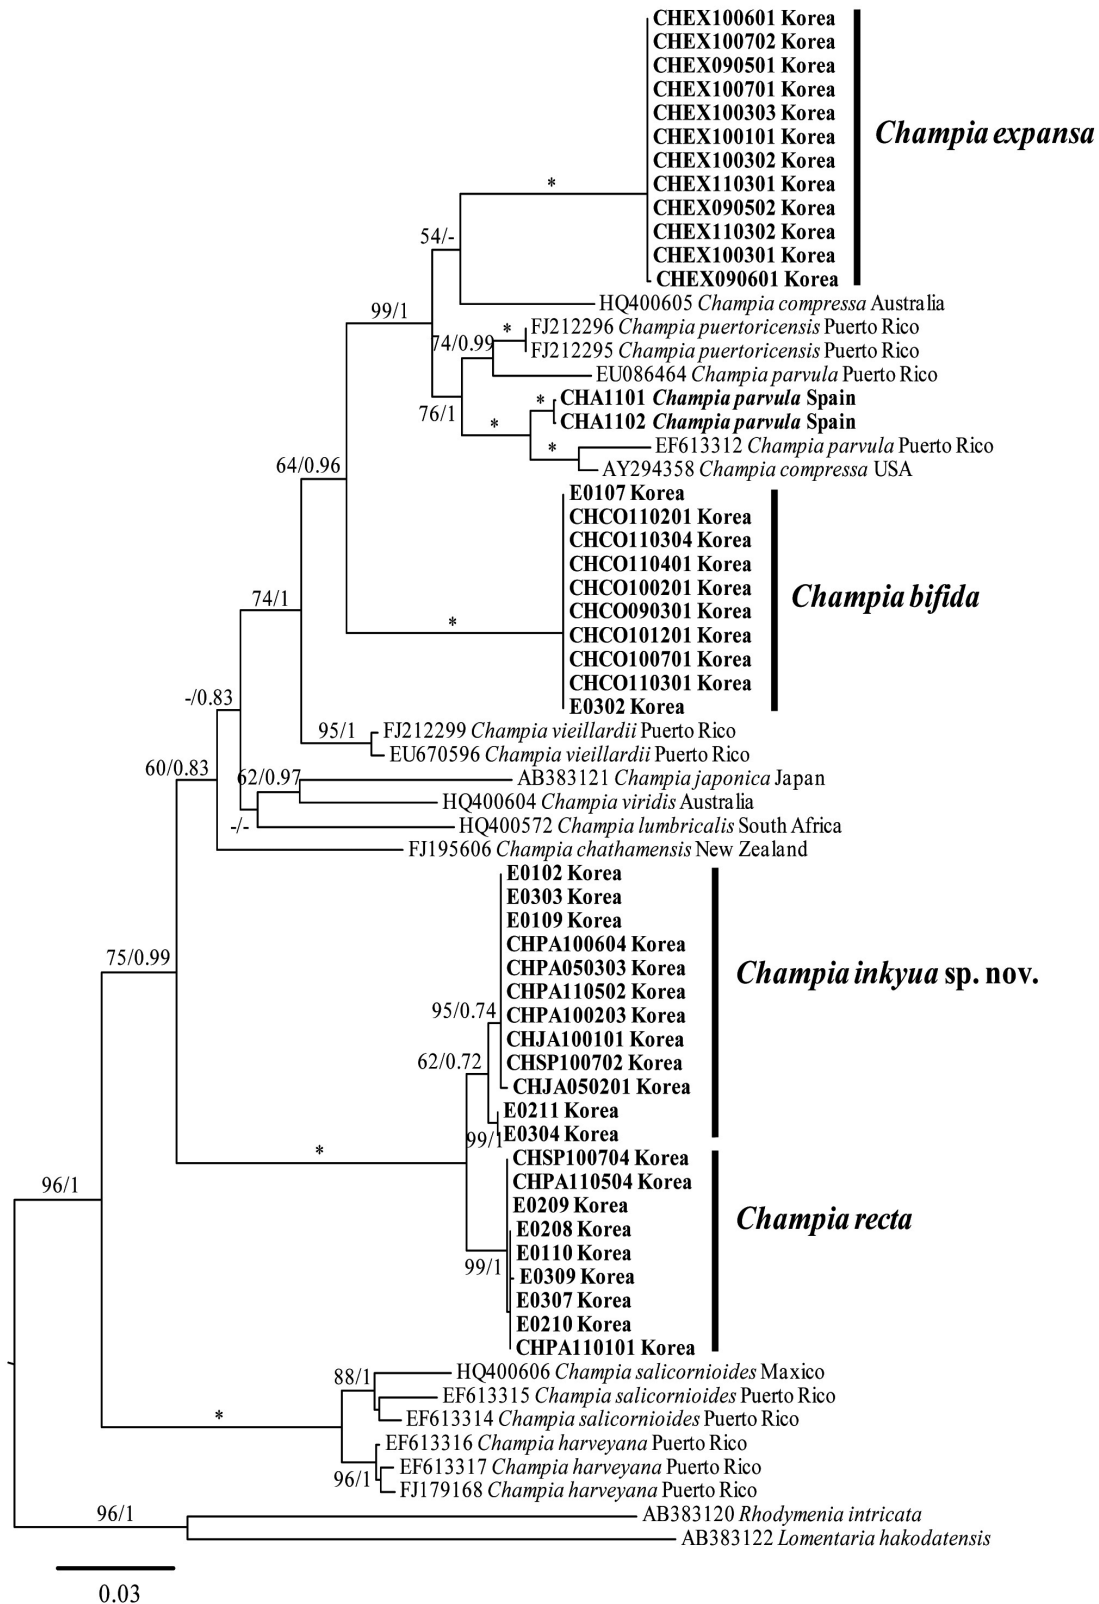 CHEX100601 Korea
CHEX100702 Korea
CHEX090501 Korea
CHEX100701 Korea
CHEX100303 Korea
CHEX100101 Korea
Champia expansa
CHEX100302 Korea
*
CHEX110301 Korea
CHEX090502 Korea
54/-
CHEX110302 Korea
CHEX100301 Korea
CHEX090601 Korea
HQ400605 Champia compressa Australia
99/1
*
FJ212296 Champia puertoricensis Puerto Rico
74/0.99
FJ212295 Champia puertoricensis Puerto Rico
EU086464 Champia parvula Puerto Rico
*
CHA1101 Champia parvula Spain
76/1
*
CHA1102 Champia parvula Spain
*
EF613312 Champia parvula Puerto Rico
64/0.96
AY294358 Champia compressa USA
E0107 Korea
CHCO110201 Korea
CHCO110304 Korea
CHCO110401 Korea
CHCO100201 Korea
74/1
Champia bifida
CHCO090301 Korea
*
CHCO101201 Korea
CHCO100701 Korea
CHCO110301 Korea
-/0.83
E0302 Korea
95/1
FJ212299 Champia vieillardii Puerto Rico
EU670596 Champia vieillardii Puerto Rico
60/0.83
62/0.97
AB383121 Champia japonica Japan
HQ400604 Champia viridis Australia
-/-
HQ400572 Champia lumbricalis South Africa
FJ195606 Champia chathamensis New Zealand
E0102 Korea
E0303 Korea
E0109 Korea
CHPA100604 Korea
75/0.99
CHPA050303 Korea
Champia inkyua sp. nov.
CHPA110502 Korea
95/0.74
CHPA100203 Korea
CHJA100101 Korea
62/0.72
CHSP100702 Korea
CHJA050201 Korea
E0211 Korea
99/1
E0304 Korea
*
CHSP100704 Korea
96/1
CHPA110504 Korea
E0209 Korea
Champia recta
E0208 Korea
E0110 Korea
99/1
E0309 Korea
E0307 Korea
E0210 Korea
CHPA110101 Korea
88/1
HQ400606 Champia salicornioides Maxico
EF613315 Champia salicornioides Puerto Rico
*
EF613314 Champia salicornioides Puerto Rico
EF613316 Champia harveyana Puerto Rico
96/1
EF613317 Champia harveyana Puerto Rico
FJ179168 Champia harveyana Puerto Rico
96/1
AB383120 Rhodymenia intricata
AB383122 Lomentaria hakodatensis
0.03